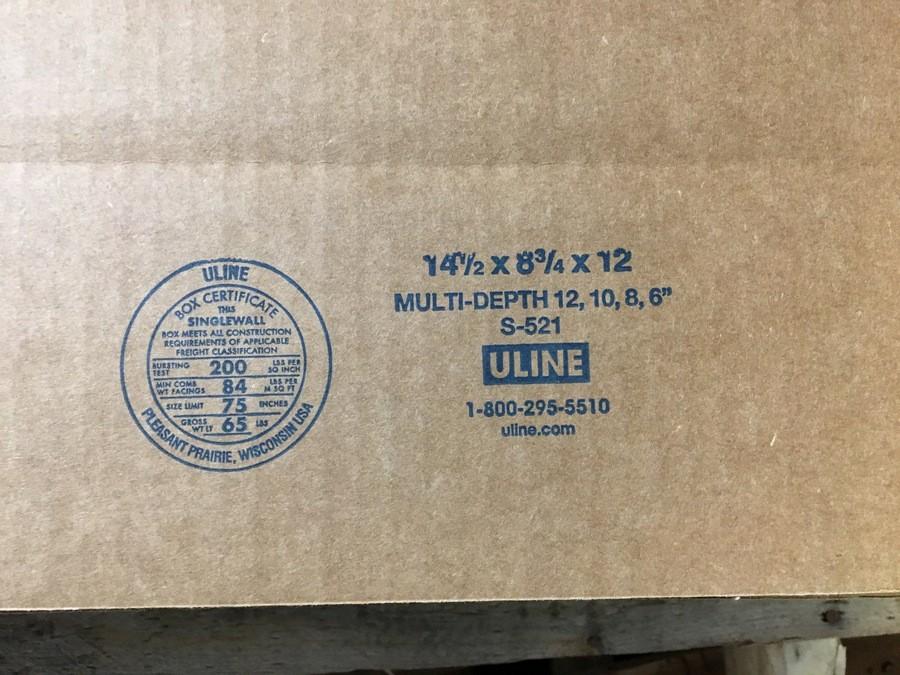 ULINE
BOX CERTIFICATE
THIS
SINGLEWALL
BOX MEETS ALL CONSTRUCTION
REQUIREMENTS OF APPLICABLE
FREIGHT CLASSIFICATION
BURSTING TEST 200 LBS PER SQ INCH
MIN COMB WT FACINGS 84 LBS PER M SQ FT
SIZE LIMIT 75 INCHES
GROSS WT LT 65 LBS
PLEASANT PRAIRIE, WISCONSIN USA
14½ x 8¾ x 12
MULTI-DEPTH 12, 10, 8, 6”
S-521
ULINE
1-800-295-5510
uline.com